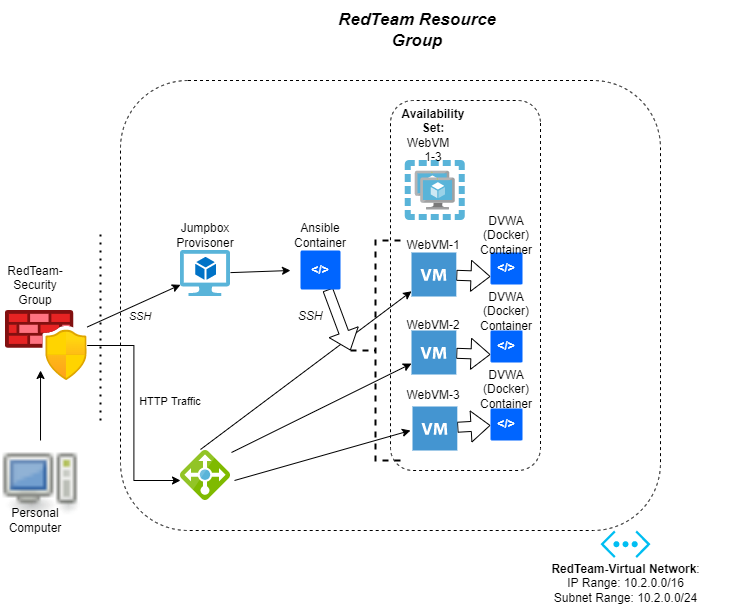 RedTeam Resource
Group
Availability
Set:
WebVM
1-3
Jumpbox
Provisoner
Ansible
Container
</>
SSH
WebVM-1
VM
DVWA
(Docker)
Container
</>
WebVM-2
VM
DVWA
(Docker)
Container
</>
WebVM-3
VM
DVWA
(Docker)
Container
</>
RedTeam-
Security
Group
SSH
HTTP Traffic
Personal
Computer
RedTeam-Virtual Network:
IP Range: 10.2.0.0/16
Subnet Range: 10.2.0.0/24